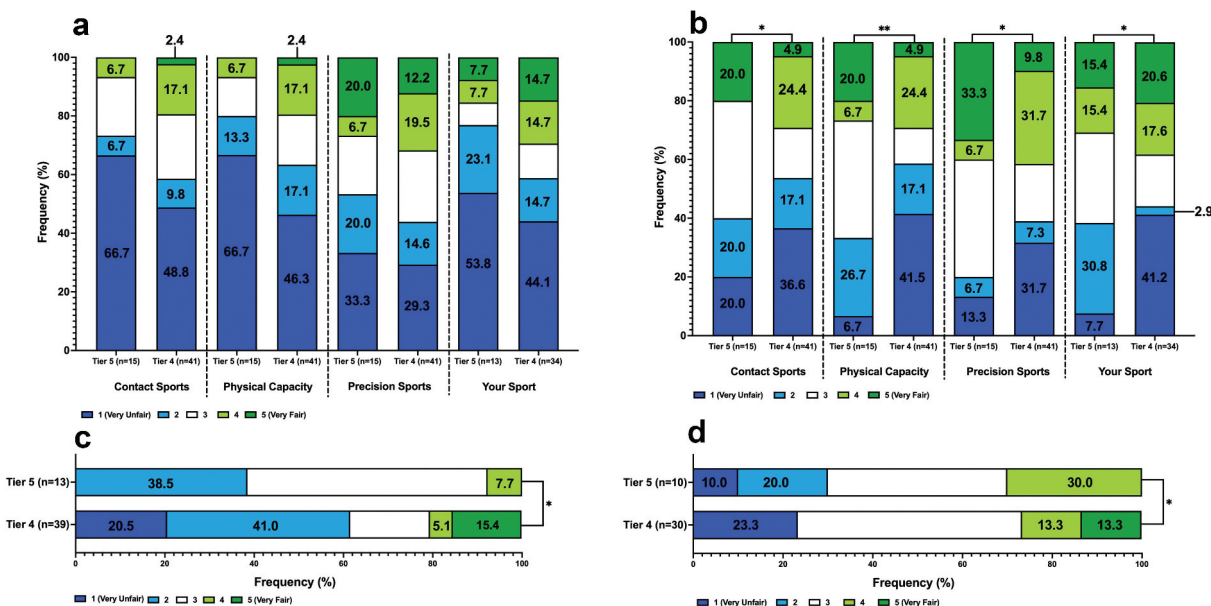 a
2.4 2.4
100
80
60
40
20
0
Frequency (%)
6.7 17.1 6.7 17.1 20.0 12.2 7.7 14.7
6.7 19.5 7.7 14.7
6.7 9.8 13.3 17.1 20.0 14.6 23.1 14.7
66.7 48.8 66.7 46.3 33.3 29.3 53.8 44.1
Tier 5 (n=15) Tier 4 (n=41) Tier 5 (n=15) Tier 4 (n=41) Tier 5 (n=15) Tier 4 (n=41) Tier 5 (n=13) Tier 4 (n=34)
Contact Sports Physical Capacity Precision Sports Your Sport
1 (Very Unfair) 2 3 4 5 (Very Fair)
b
* ** * *
100
80
60
40
20
0
Frequency (%)
20.0 4.9 20.0 4.9 33.3 9.8 15.4 20.6
24.4 6.7 24.4 6.7 31.7 15.4 17.6
20.0 17.1 26.7 17.1 6.7 7.3 30.8 2.9
20.0 36.6 6.7 41.5 13.3 31.7 7.7 41.2
Tier 5 (n=15) Tier 4 (n=41) Tier 5 (n=15) Tier 4 (n=41) Tier 5 (n=15) Tier 4 (n=41) Tier 5 (n=13) Tier 4 (n=34)
Contact Sports Physical Capacity Precision Sports Your Sport
1 (Very Unfair) 2 3 4 5 (Very Fair)
c
Tier 5 (n=13) 38.5 7.7
*
Tier 4 (n=39) 20.5 41.0 5.1 15.4
0 20 40 60 80 100
Frequency (%)
1 (Very Unfair) 2 3 4 5 (Very Fair)
d
Tier 5 (n=10) 10.0 20.0 30.0
*
Tier 4 (n=30) 23.3 13.3 13.3
0 20 40 60 80 100
Frequency (%)
1 (Very Unfair) 2 3 4 5 (Very Fair)